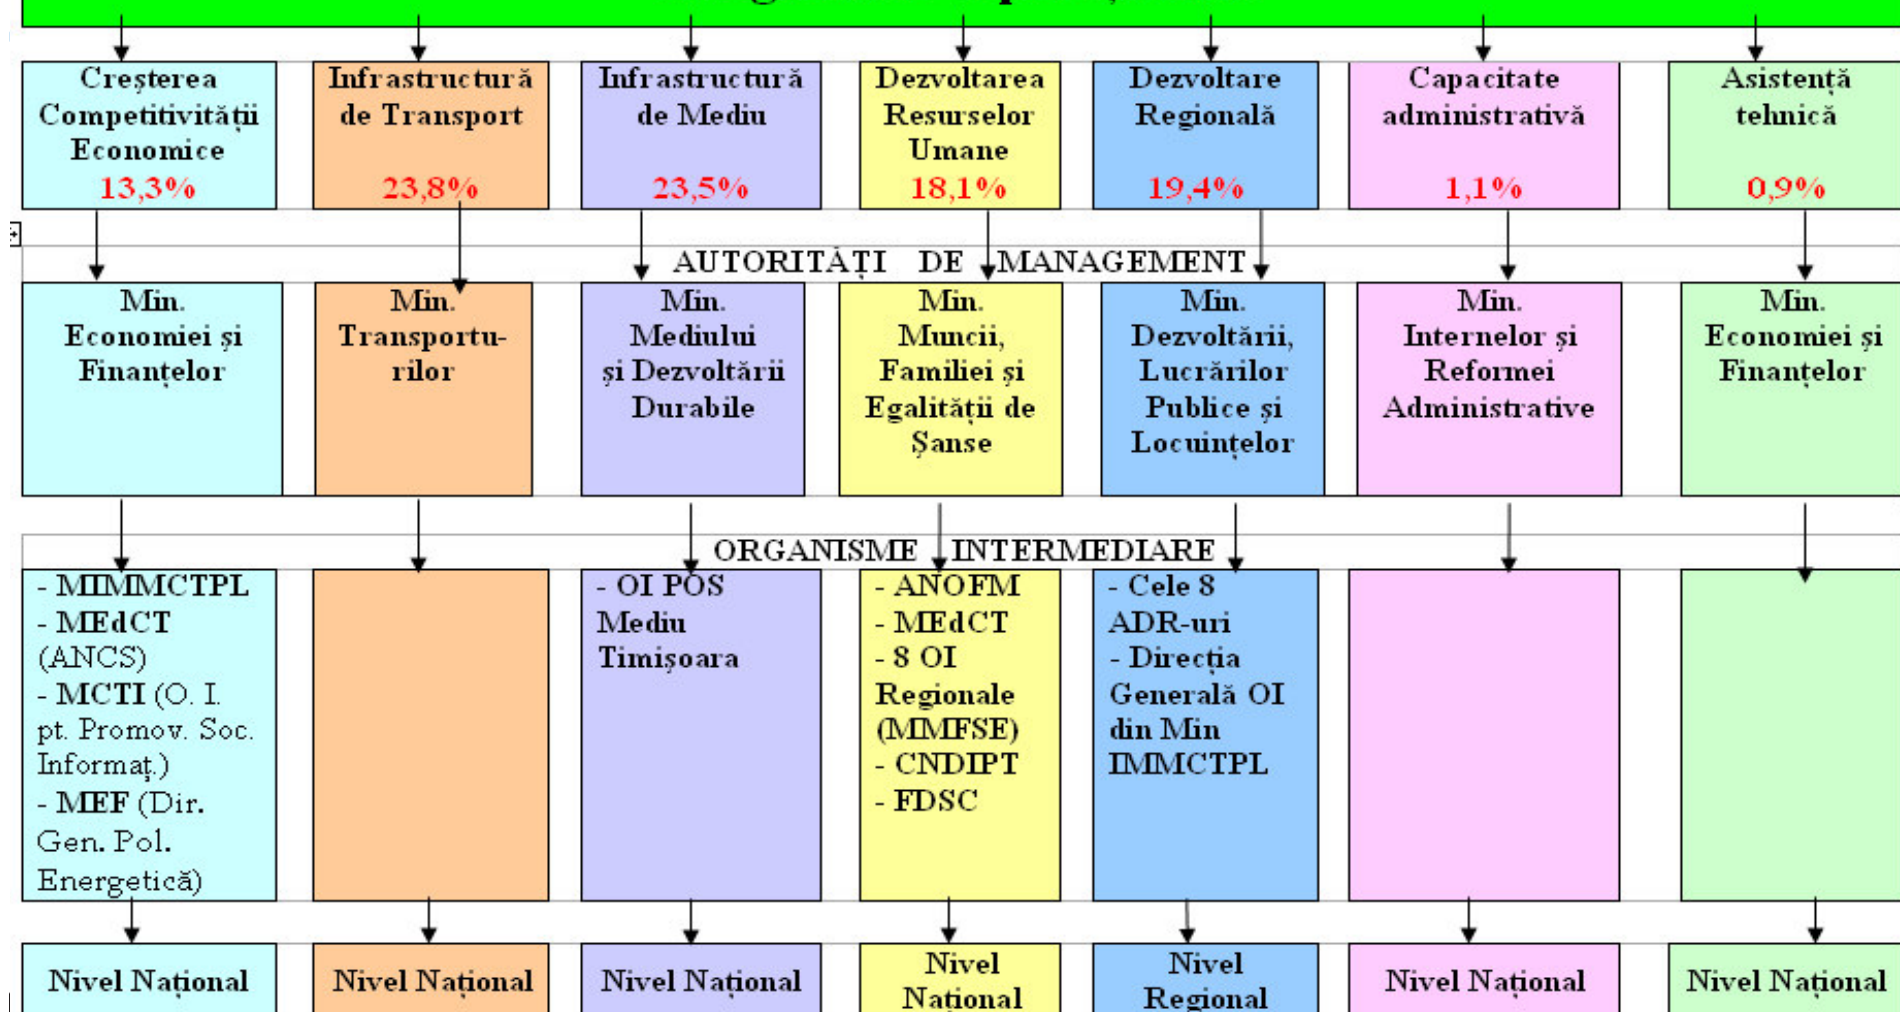 Creșterea
Competitivității
Economice
13,3%
Infrastructură
de Transport
23,8%
Infrastructură
de Mediu
23,5%
Dezvoltarea
Resurselor
Umane
18,1%
Dezvoltare
Regională
19,4%
Capacitate
administrativă
1,1%
Asistență
tehnică
0,9%
AUTORITĂȚI DE MANAGEMENT
Min.
Economiei și
Finanțelor
Min.
Transportu-
rilor
Min.
Mediului
și Dezvoltării
Durabile
Min.
Muncii,
Familiei și
Egalității de
Șanse
Min.
Dezvoltării,
Lucrărilor
Publice și
Locuințelor
Min.
Internelor și
Reformei
Administrative
Min.
Economiei și
Finanțelor
ORGANISME INTERMEDIARE
- MIMMCTPL
- MEdCT
(ANCS)
- MCTI (O. I.
pt. Promov. Soc.
Informaț.)
- MEF (Dir.
Gen. Pol.
Energetică)
- OI POS
Mediu
Timișoara
- ANOFM
- MEdCT
- 8 OI
Regionale
(MMFSE)
- CNDIPT
- FDSC
- Cele 8
ADR-uri
- Direcția
Generală OI
din Min
IMMCTPL
Nivel Național
Nivel Național
Nivel Național
Nivel
Național
Nivel
Regional
Nivel Național
Nivel Național